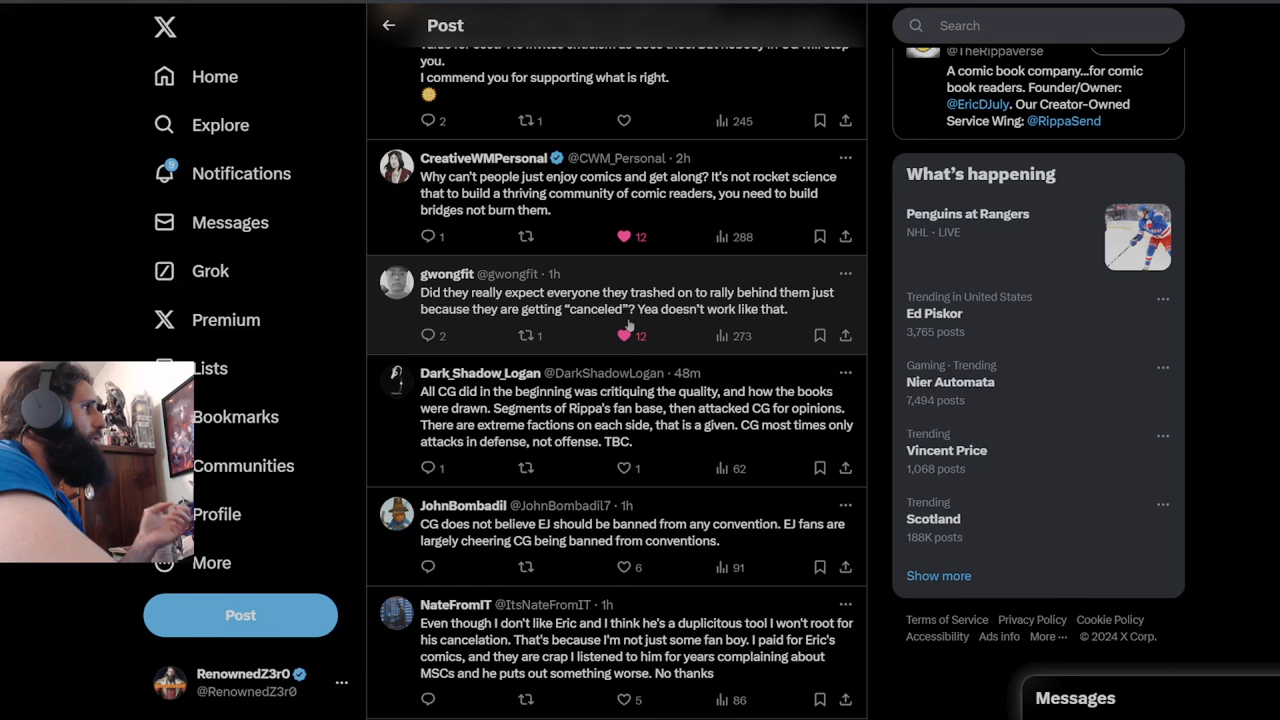 Post
Search
you.
I commend you for supporting what is right.
2 1 245
CreativeWMPersonal @CWM_Personal · 2h
Why can't people just enjoy comics and get along? It's not rocket science
that to build a thriving community of comic readers, you need to build
bridges not burn them.
1 12 288
gwongfit @gwongfit · 1h
Did they really expect everyone they trashed on to rally behind them just
because they are getting “canceled”? Yea doesn't work like that.
2 1 12 273
Dark_Shadow_Logan @DarkShadowLogan · 48m
All CG did in the beginning was critiquing the quality, and how the books
were drawn. Segments of Rippa's fan base, then attacked CG for opinions.
There are extreme factions on each side, that is a given. CG most times only
attacks in defense, not offense. TBC.
1 1 62
JohnBombadil @JohnBombadil7 · 1h
CG does not believe EJ should be banned from any convention. EJ fans are
largely cheering CG being banned from conventions.
6 91
NateFromIT @ItsNateFromIT · 1h
Even though I don't like Eric and I think he's a duplicitous tool I won't root for
his cancelation. That's because I'm not just some fan boy. I paid for Eric's
comics, and they are crap I listened to him for years complaining about
MSCs and he puts out something worse. No thanks
5 86
Home
Explore
9
Notifications
Messages
Grok
Premium
Lists
Bookmarks
Communities
Profile
More
Post
RenownedZ3r0
@RenownedZ3r0
@TheRippaverse
A comic book company...for comic
book readers. Founder/Owner:
@EricDJuly. Our Creator-Owned
Service Wing: @RippaSend
What's happening
Penguins at Rangers
NHL · LIVE
Trending in United States
Ed Piskor
3,765 posts
Gaming · Trending
Nier Automata
7,494 posts
Trending
Vincent Price
1,068 posts
Trending
Scotland
188K posts
Show more
Terms of Service Privacy Policy Cookie Policy
Accessibility Ads info More ··· © 2024 X Corp.
Messages